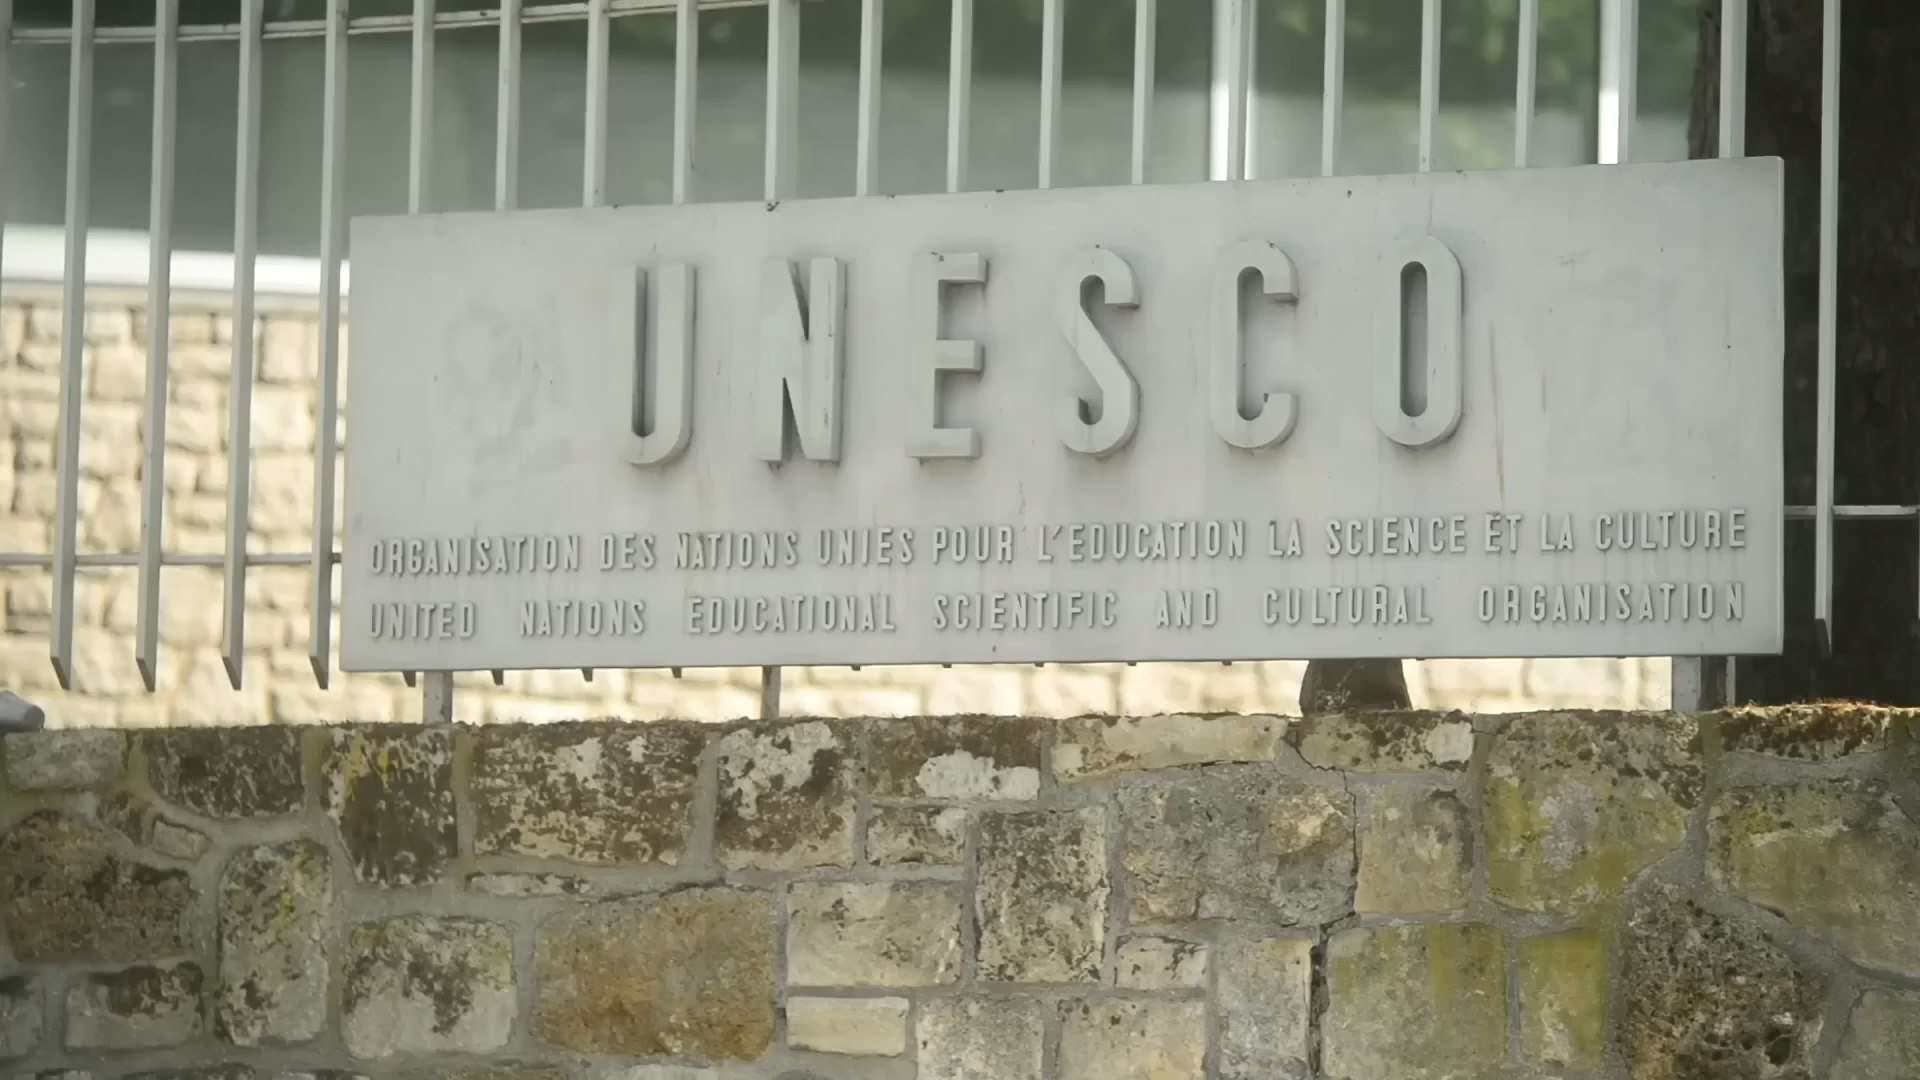 UNESCO
ORGANISATION DES NATIONS UNIES POUR L'EDUCATION LA SCIENCE ET LA CULTURE
UNITED NATIONS EDUCATIONAL SCIENTIFIC AND CULTURAL ORGANISATION